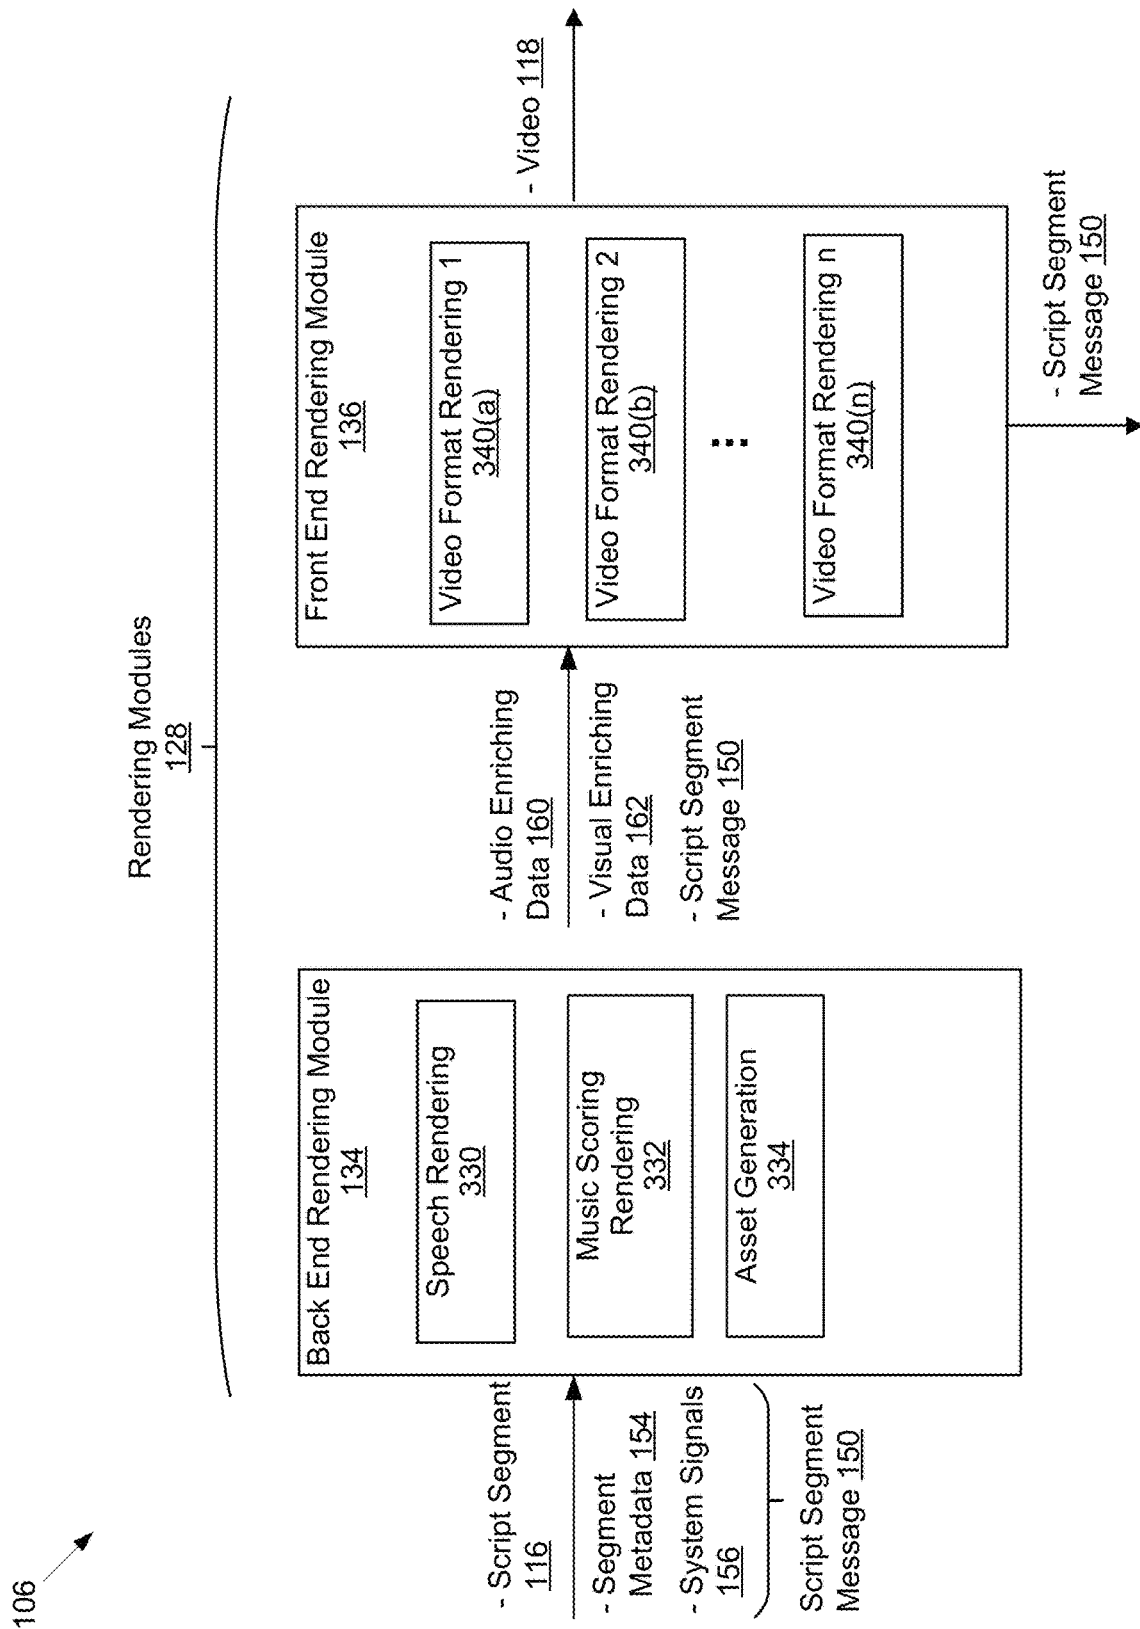 106
Rendering Modules
128
- Script Segment
116
- Segment
Metadata 154
- System Signals
156
Script Segment
Message 150
Back End Rendering Module
134
Speech Rendering
330
Music Scoring
Rendering
332
Asset Generation
334
- Audio Enriching
Data 160
- Visual Enriching
Data 162
- Script Segment
Message 150
Front End Rendering Module
136
Video Format Rendering 1
340(a)
Video Format Rendering 2
340(b)
...
Video Format Rendering n
340(n)
- Video 118
- Script Segment
Message 150